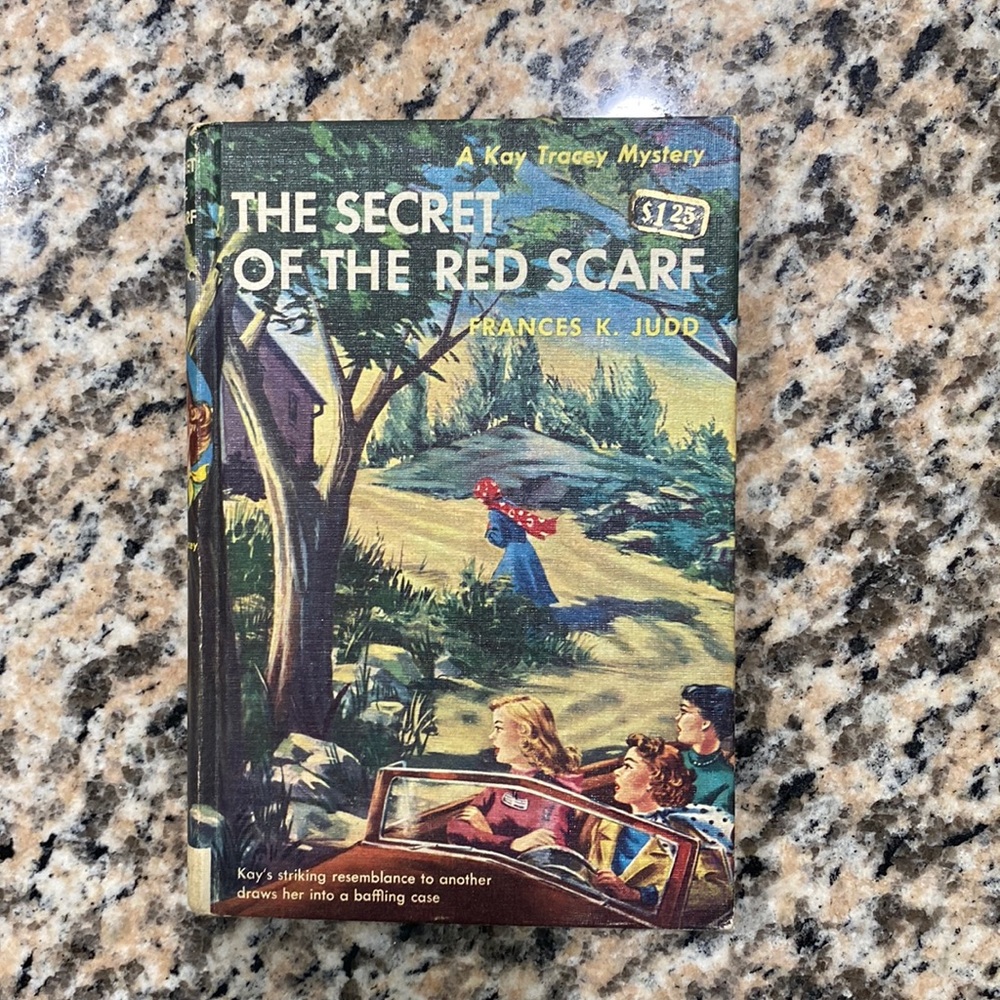 A Kay Tracey Mystery
THE SECRET
$1.25
OF THE RED SCARF
FRANCES K. JUDD
Kay's striking resemblance to another
draws her into a baffling case